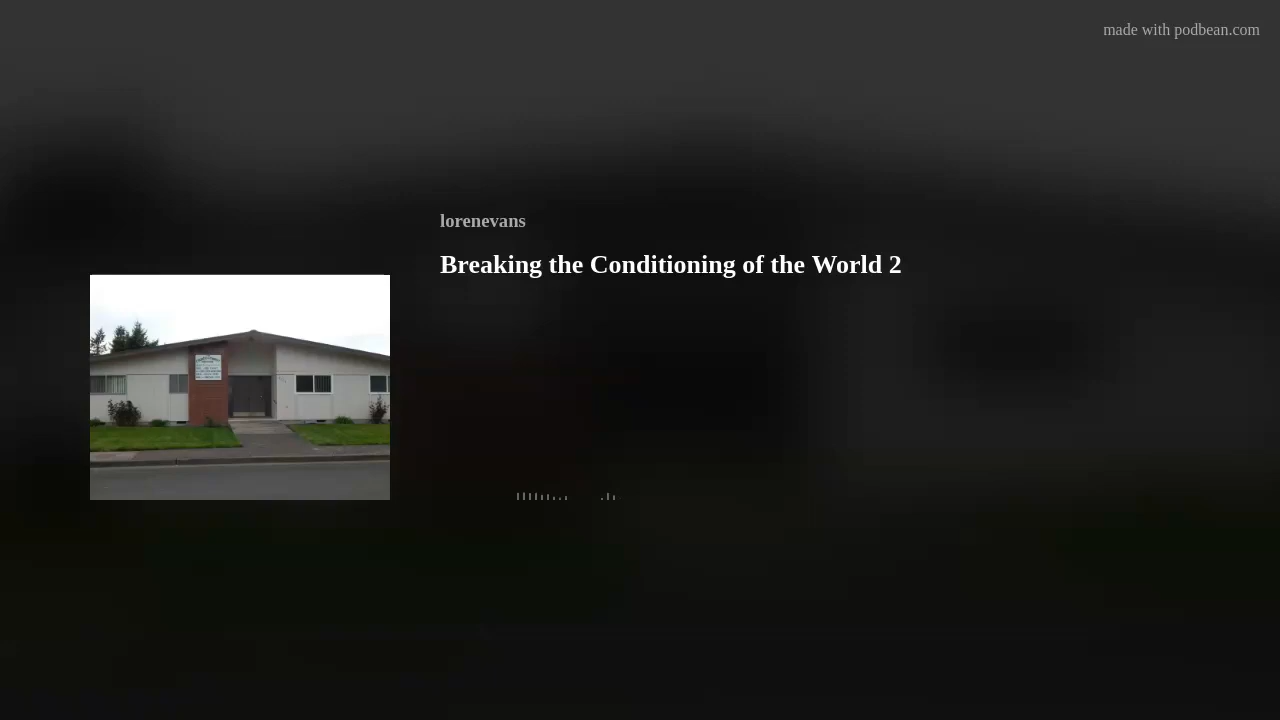 made with podbean.com
lorenevans
Breaking the Conditioning of the World 2